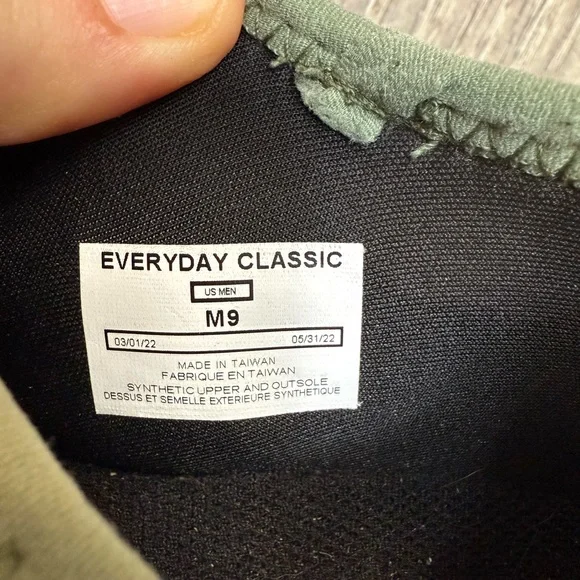 EVERYDAY CLASSIC
US MEN
M9
03/01/22 05/31/22
MADE IN TAIWAN
FABRIQUE EN TAIWAN
SYNTHETIC UPPER AND OUTSOLE
DESSUS ET SEMELLE EXTERIEURE SYNTHETIQUE